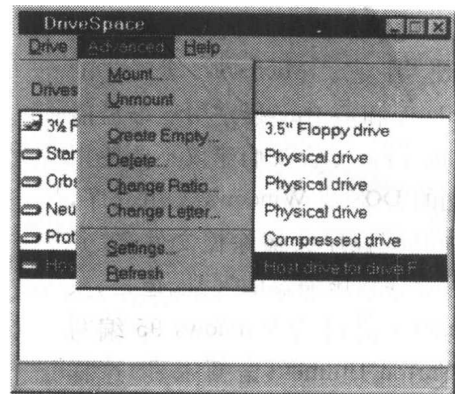 DriveSpace
Drive Advanced Help
Mount...
Unmount
Drives
Create Empty...
Delete...
Change Ratio...
Change Letter...
Settings...
Refresh
3½ F 3.5" Floppy drive
Star Physical drive
Orbs Physical drive
Neu Physical drive
Prot Compressed drive
Hos Host drive for drive F